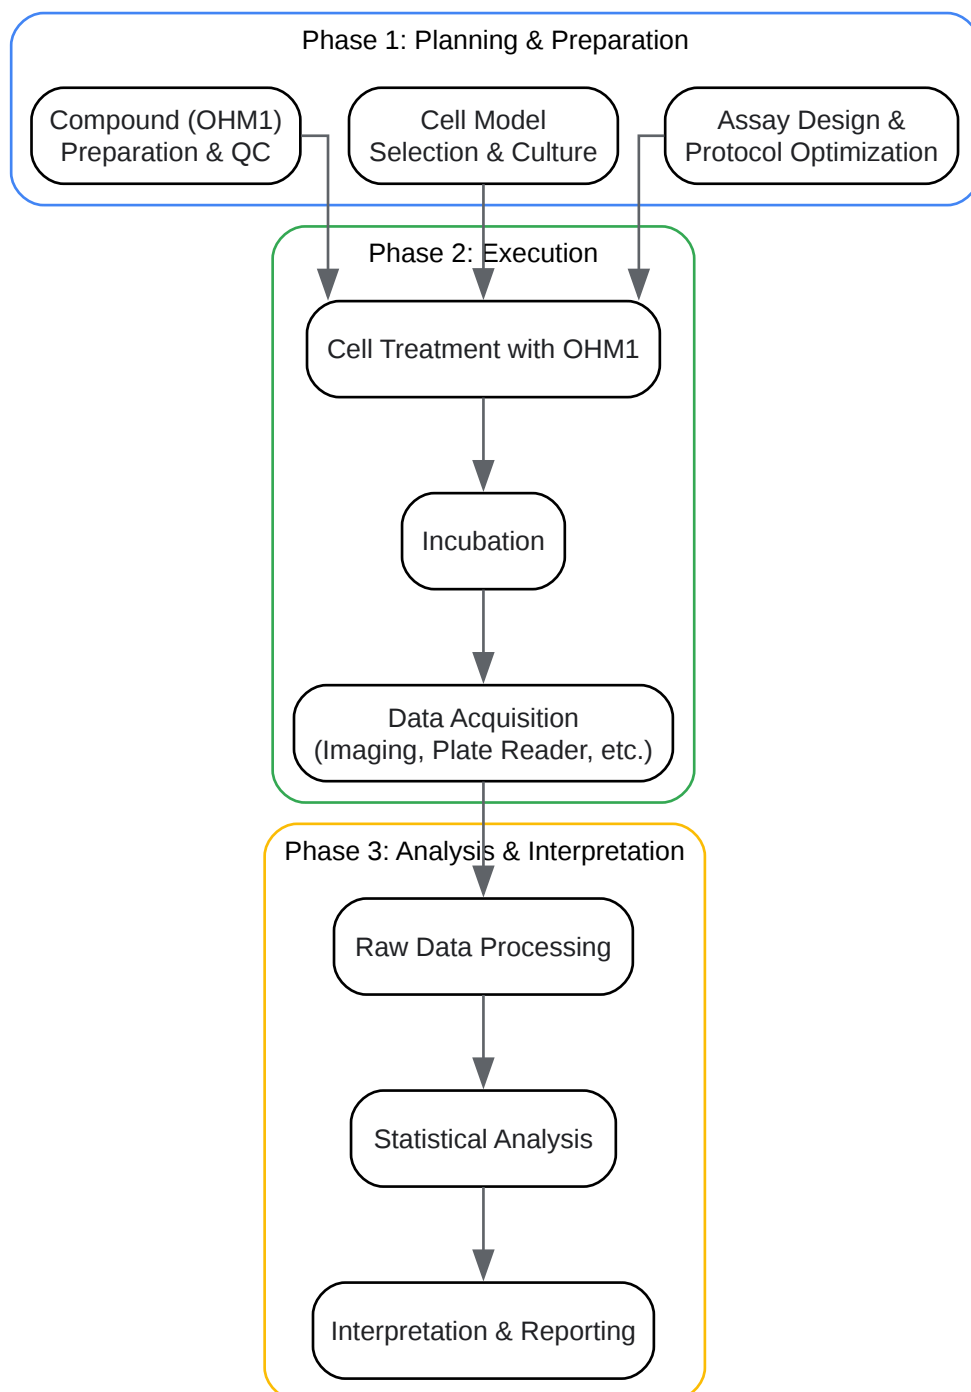 Phase 1: Planning & Preparation
Compound (OHM1)
Preparation & QC
Cell Model
Selection & Culture
Assay Design &
Protocol Optimization
Phase 2: Execution
Cell Treatment with OHM1
Incubation
Data Acquisition
(Imaging, Plate Reader, etc.)
Phase 3: Analysis & Interpretation
Raw Data Processing
Statistical Analysis
Interpretation & Reporting